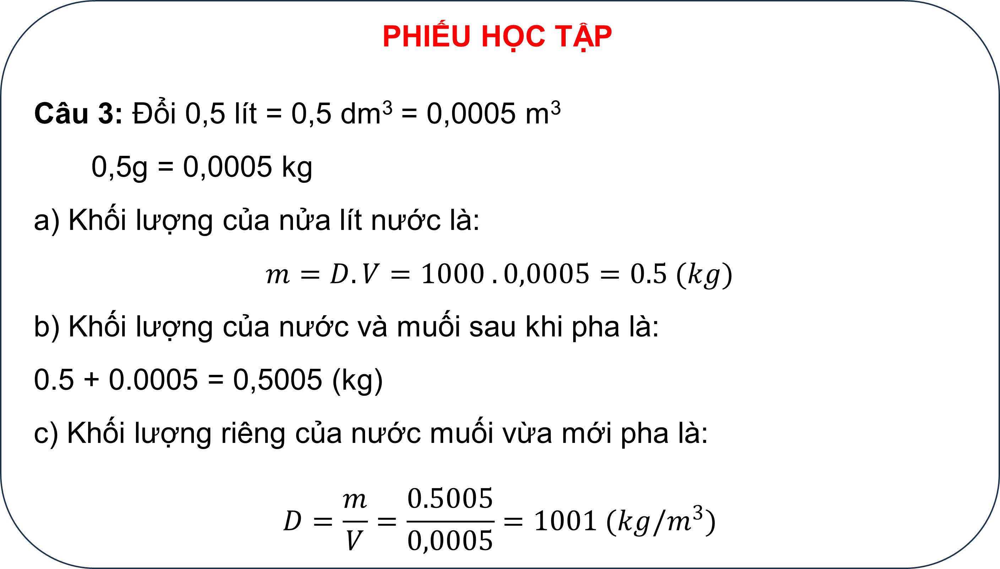 PHIẾU HỌC TẬP
Câu 3: Đổi 0,5 lít = 0,5 dm³ = 0,0005 m³
0,5g = 0,0005 kg
a) Khối lượng của nửa lít nước là:
m = D. V = 1000 . 0,0005 = 0.5 (kg)
b) Khối lượng của nước và muối sau khi pha là:
0.5 + 0.0005 = 0,5005 (kg)
c) Khối lượng riêng của nước muối vừa mới pha là:
D = m/V = 0.5005/0,0005 = 1001 (kg/m³)